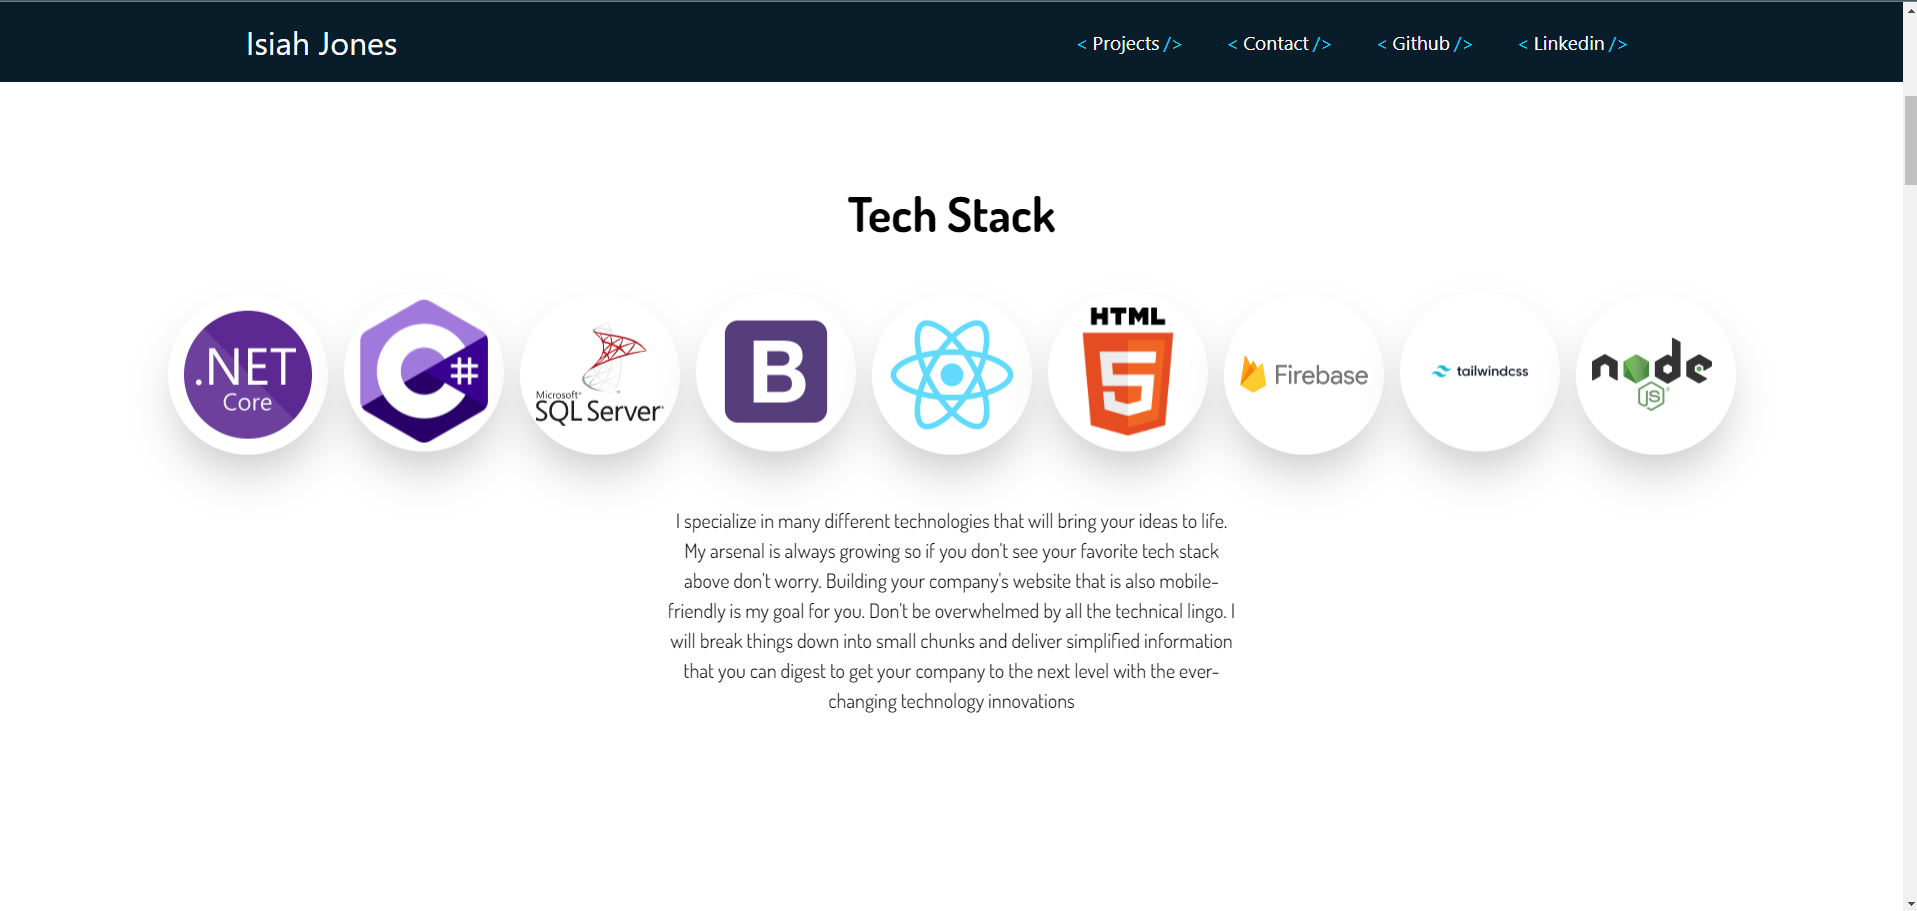 Isiah Jones
< Projects />
< Contact />
< Github />
< Linkedin />
Tech Stack
.NET
Core
C#
Microsoft®
SQL Server
B
HTML
5
Firebase
tailwindcss
node
JS
I specialize in many different technologies that will bring your ideas to life.
My arsenal is always growing so if you don't see your favorite tech stack
above don't worry. Building your company's website that is also mobile-
friendly is my goal for you. Don't be overwhelmed by all the technical lingo. I
will break things down into small chunks and deliver simplified information
that you can digest to get your company to the next level with the ever-
changing technology innovations